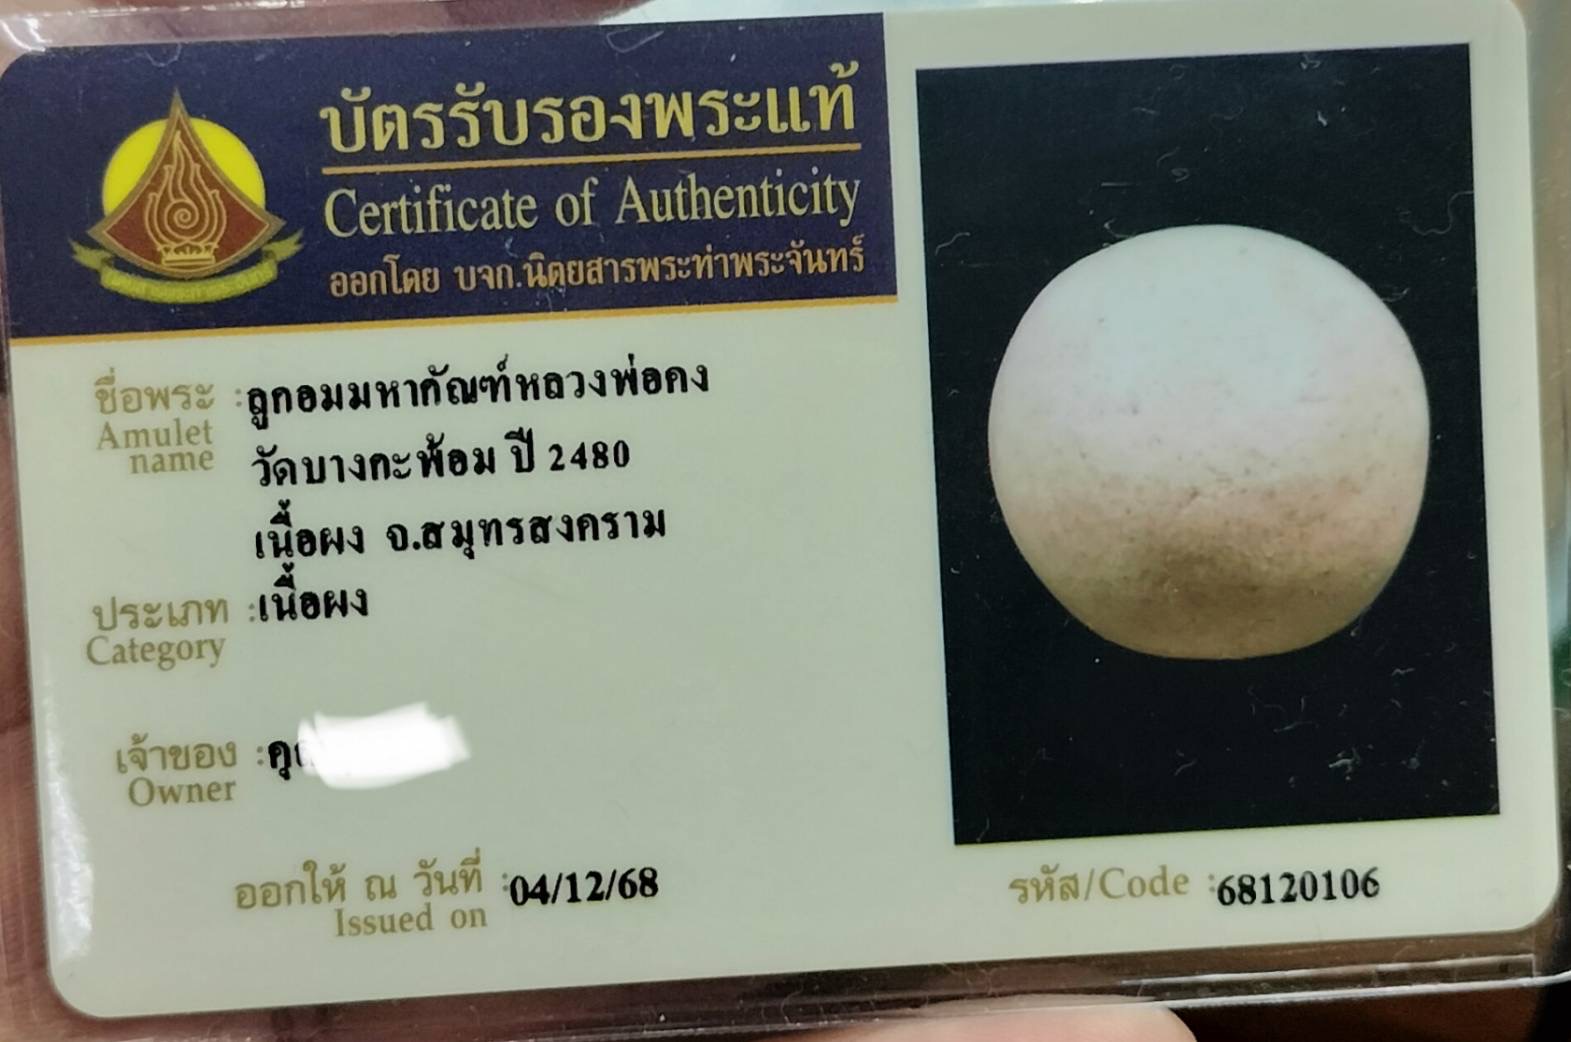 บัตรรับรองพระแท้
Certificate of Authenticity
ออกโดย บจก.นิตยสารพระท่าพระจันทร์
ชื่อพระ :ลูกอมมหากัณฑ์หลวงพ่อคง
Amulet
name วัดบางกะพ้อม ปี 2480
เนื้อผง จ.สมุทรสงคราม
ประเภท :เนื้อผง
Category
เจ้าของ :
Owner
ออกให้ ณ วันที่ :04/12/68
Issued on
รหัส/Code :68120106